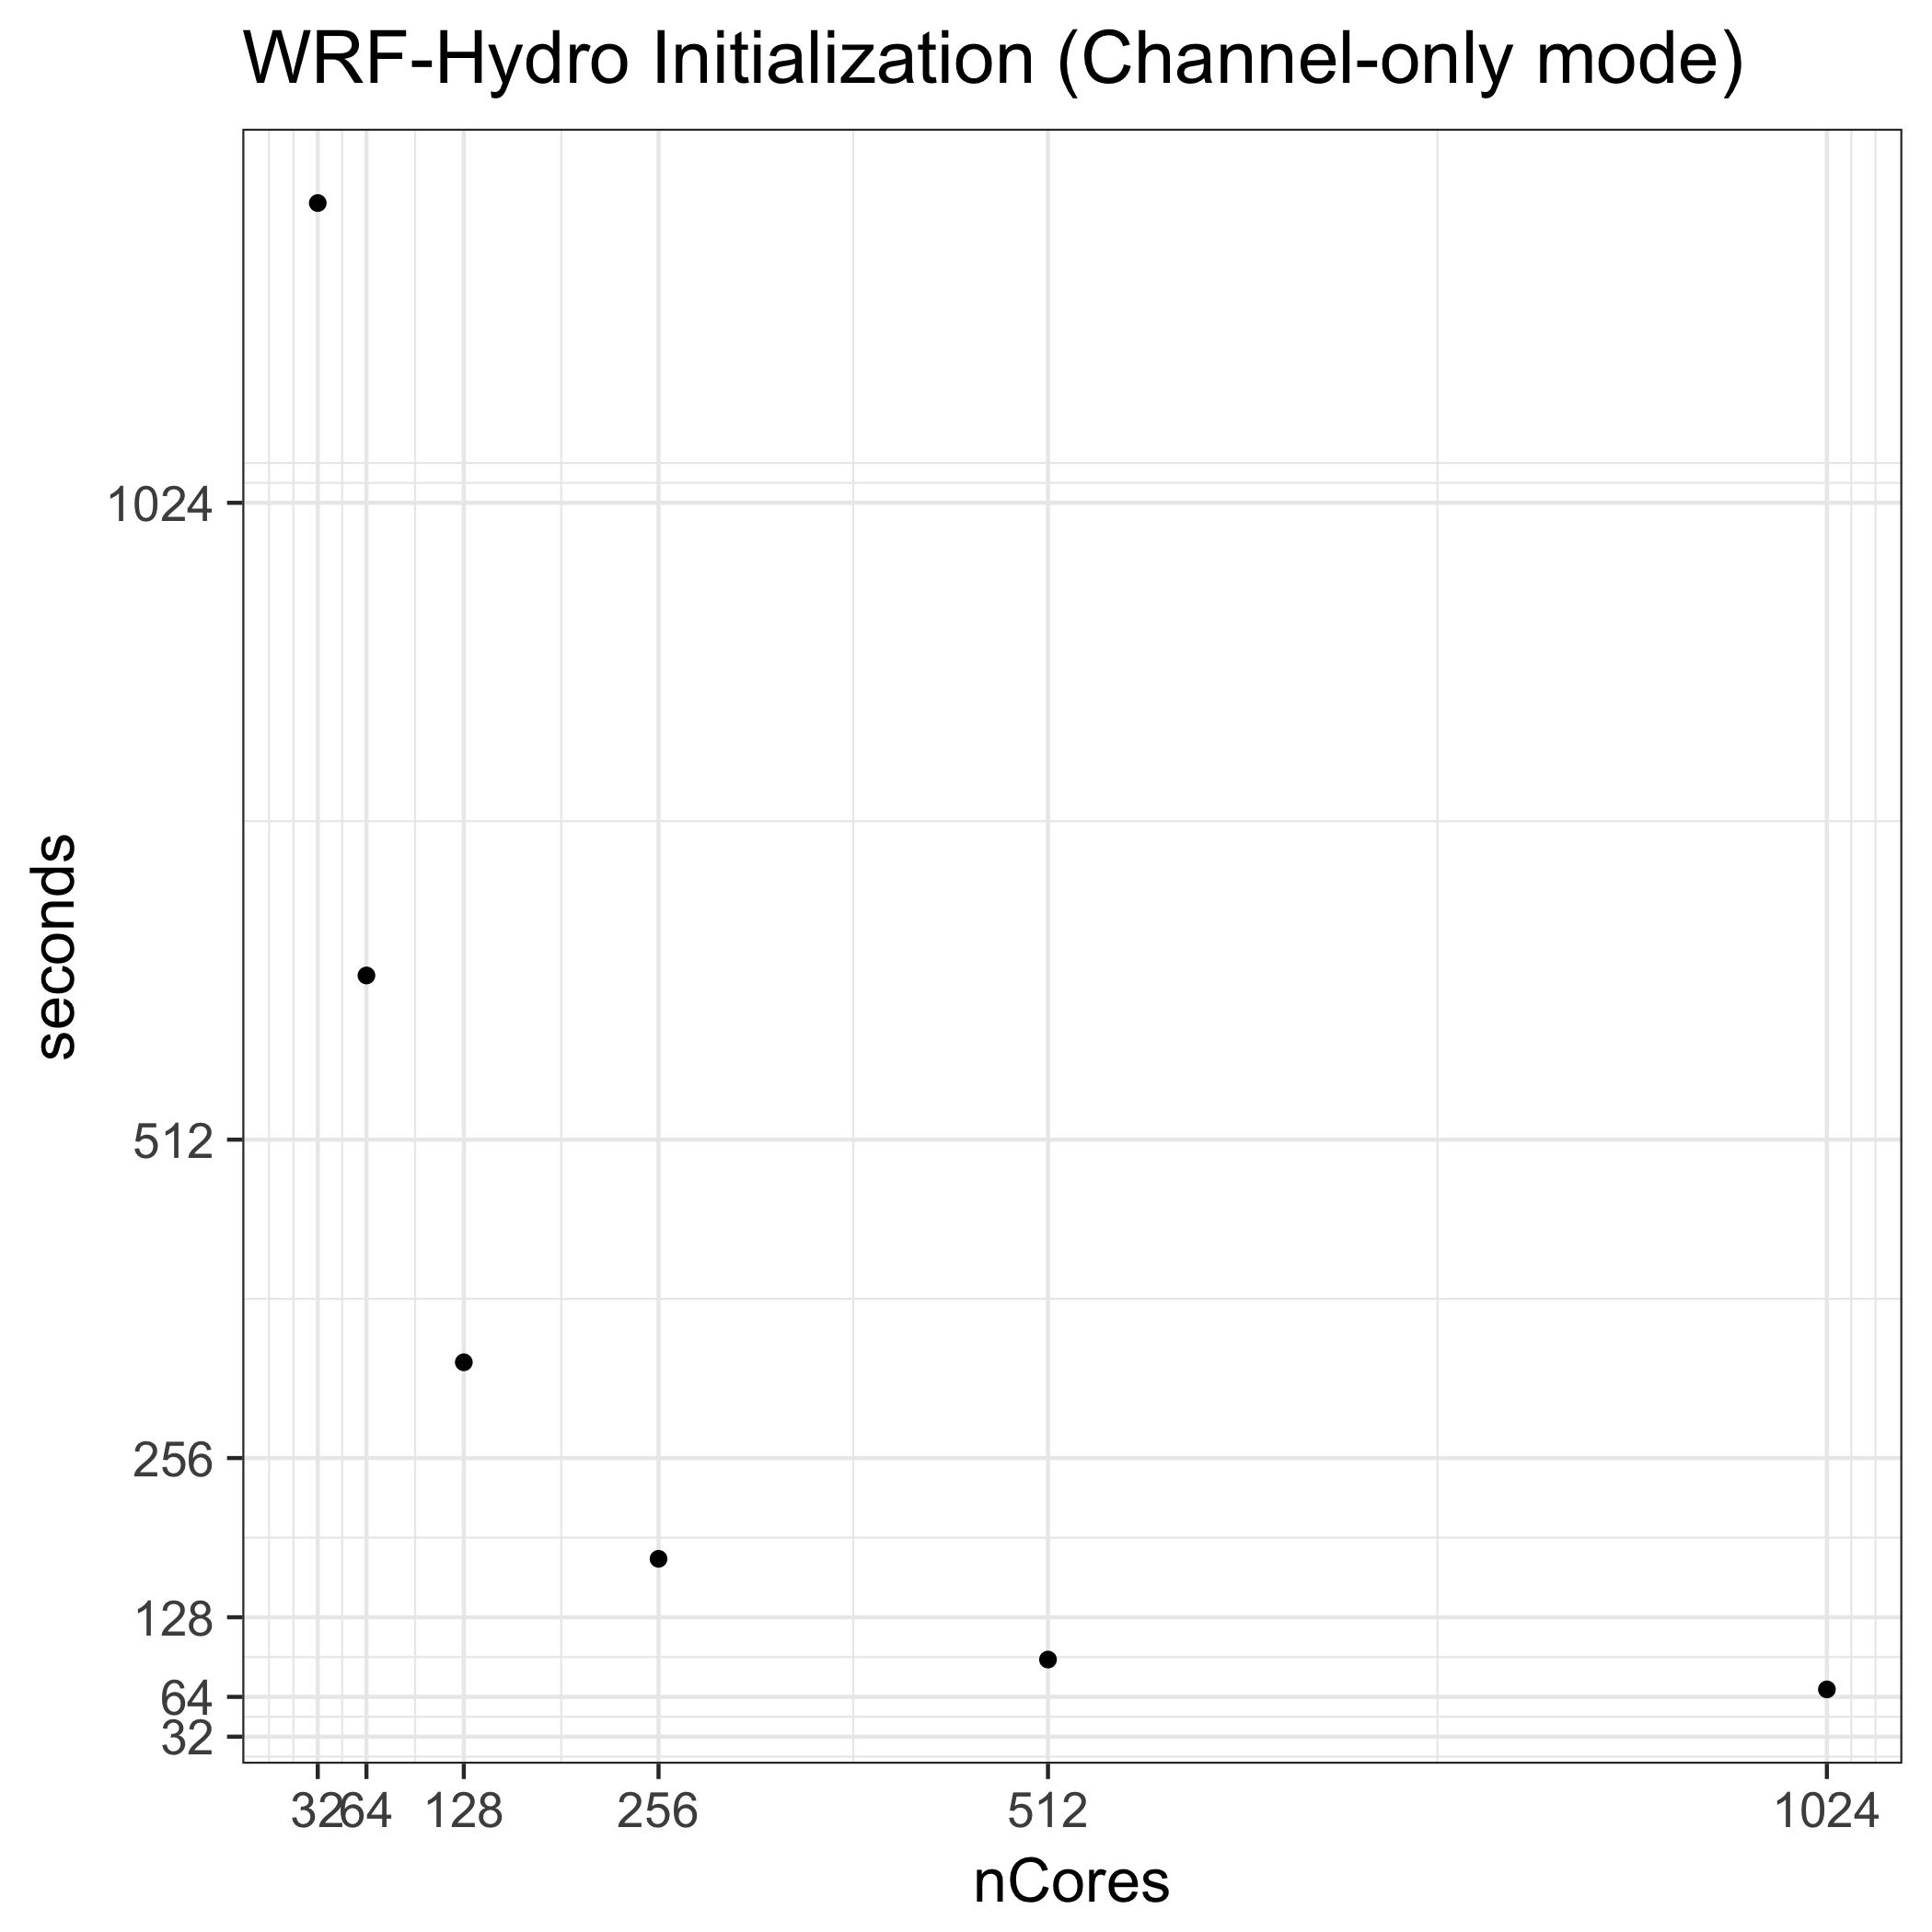 WRF-Hydro Initialization (Channel-only mode)
seconds
1024
512
256
128
64
32
32 64 128 256 512 1024
nCores